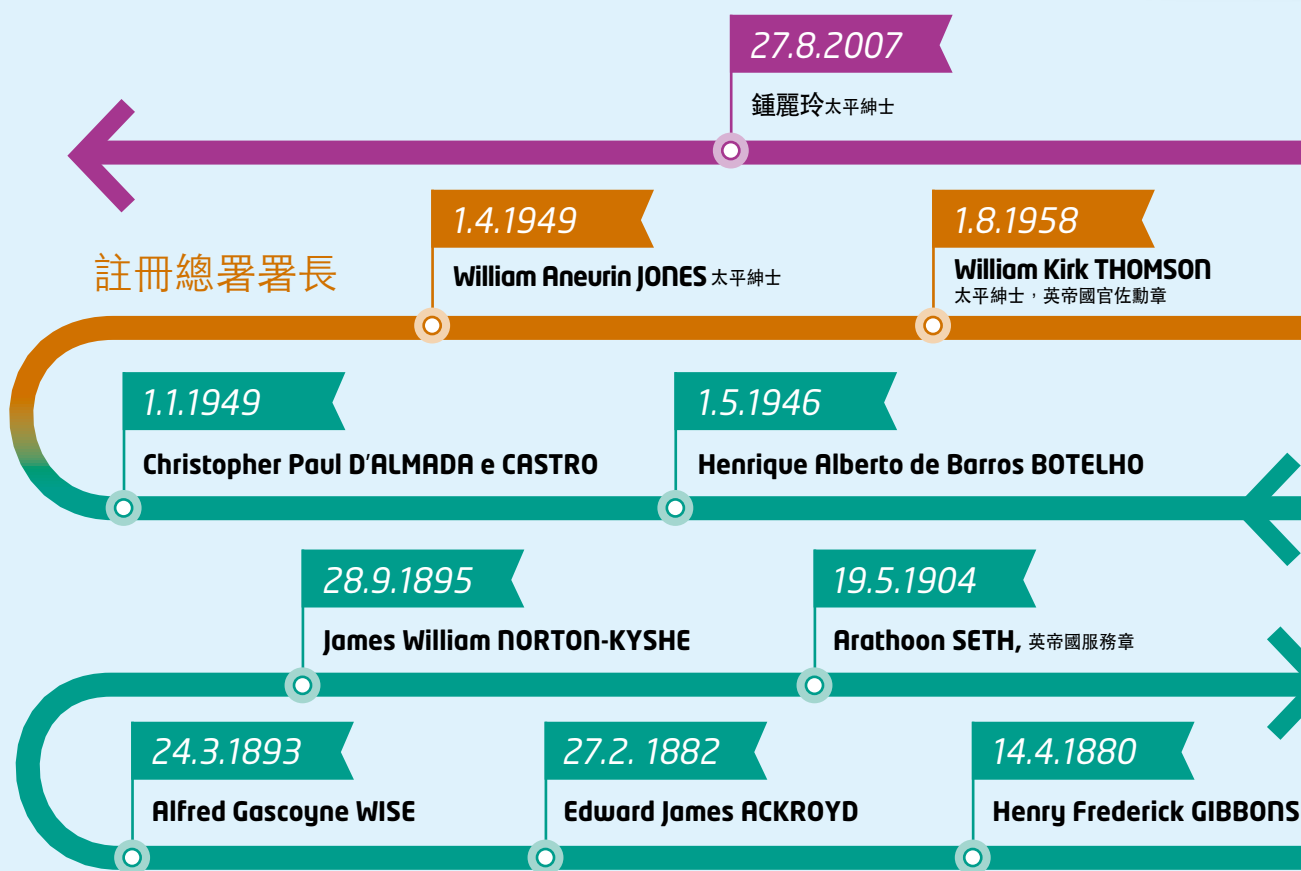 27.8.2007
鍾麗玲太平紳士
註冊總署署長
1.4.1949
William Aneurin JONES 太平紳士
1.8.1958
William Kirk THOMSON
太平紳士，英帝國官佐勳章
1.1.1949
Christopher Paul D'ALMADA e CASTRO
1.5.1946
Henrique Alberto de Barros BOTELHO
28.9.1895
James William NORTON-KYSHE
19.5.1904
Arathoon SETH, 英帝國服務章
24.3.1893
Alfred Gascoyne WISE
27.2. 1882
Edward James ACKROYD
14.4.1880
Henry Frederick GIBBONS